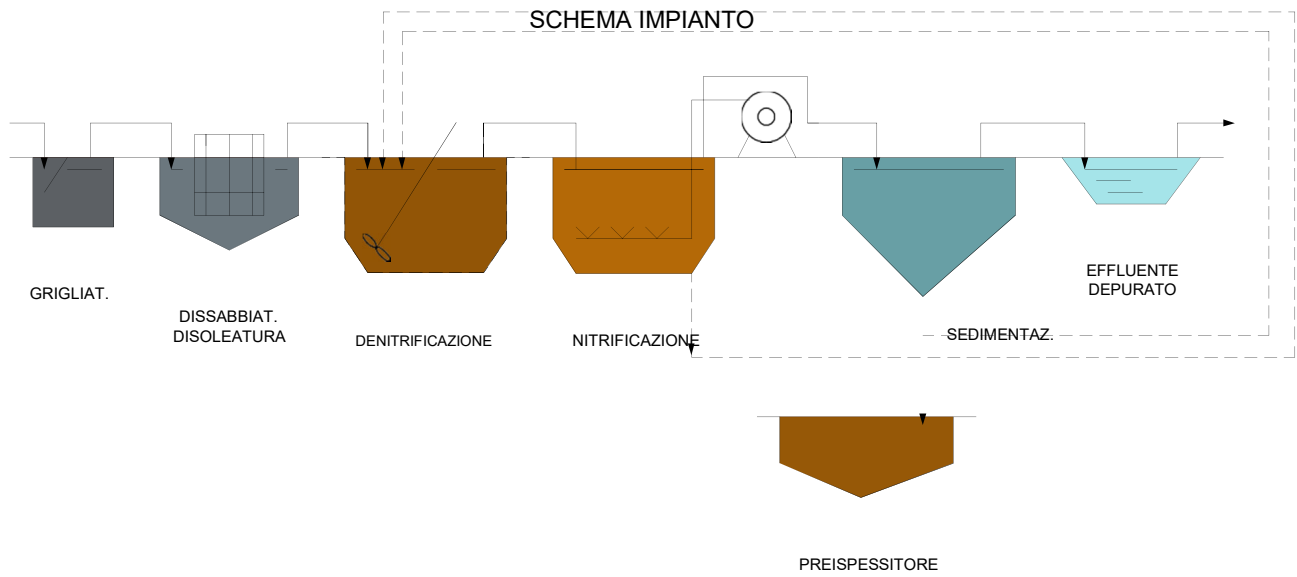 SCHEMA IMPIANTO
GRIGLIAT.
DISSABBIAT.
DISOLEATURA
DENITRIFICAZIONE
NITRIFICAZIONE
SEDIMENTAZ.
EFFLUENTE
DEPURATO
PREISPESSITORE